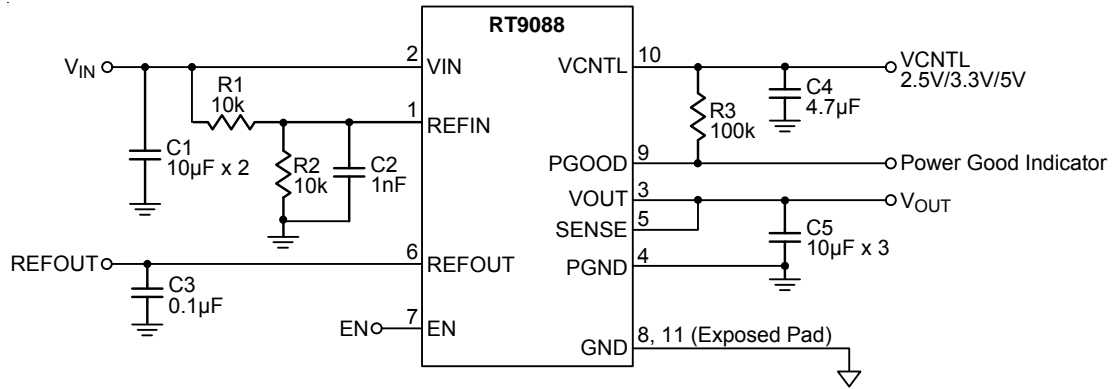 RT9088
VIN
2
VIN
VCNTL
10
VCNTL
2.5V/3.3V/5V
R1
10k
C4
4.7µF
R3
100k
1
REFIN
C1
10µF x 2
R2
10k
C2
1nF
PGOOD
9
Power Good Indicator
VOUT
3
VOUT
SENSE
5
C5
10µF x 3
REFOUT
6
REFOUT
PGND
4
C3
0.1µF
EN
7
EN
GND
8, 11 (Exposed Pad)